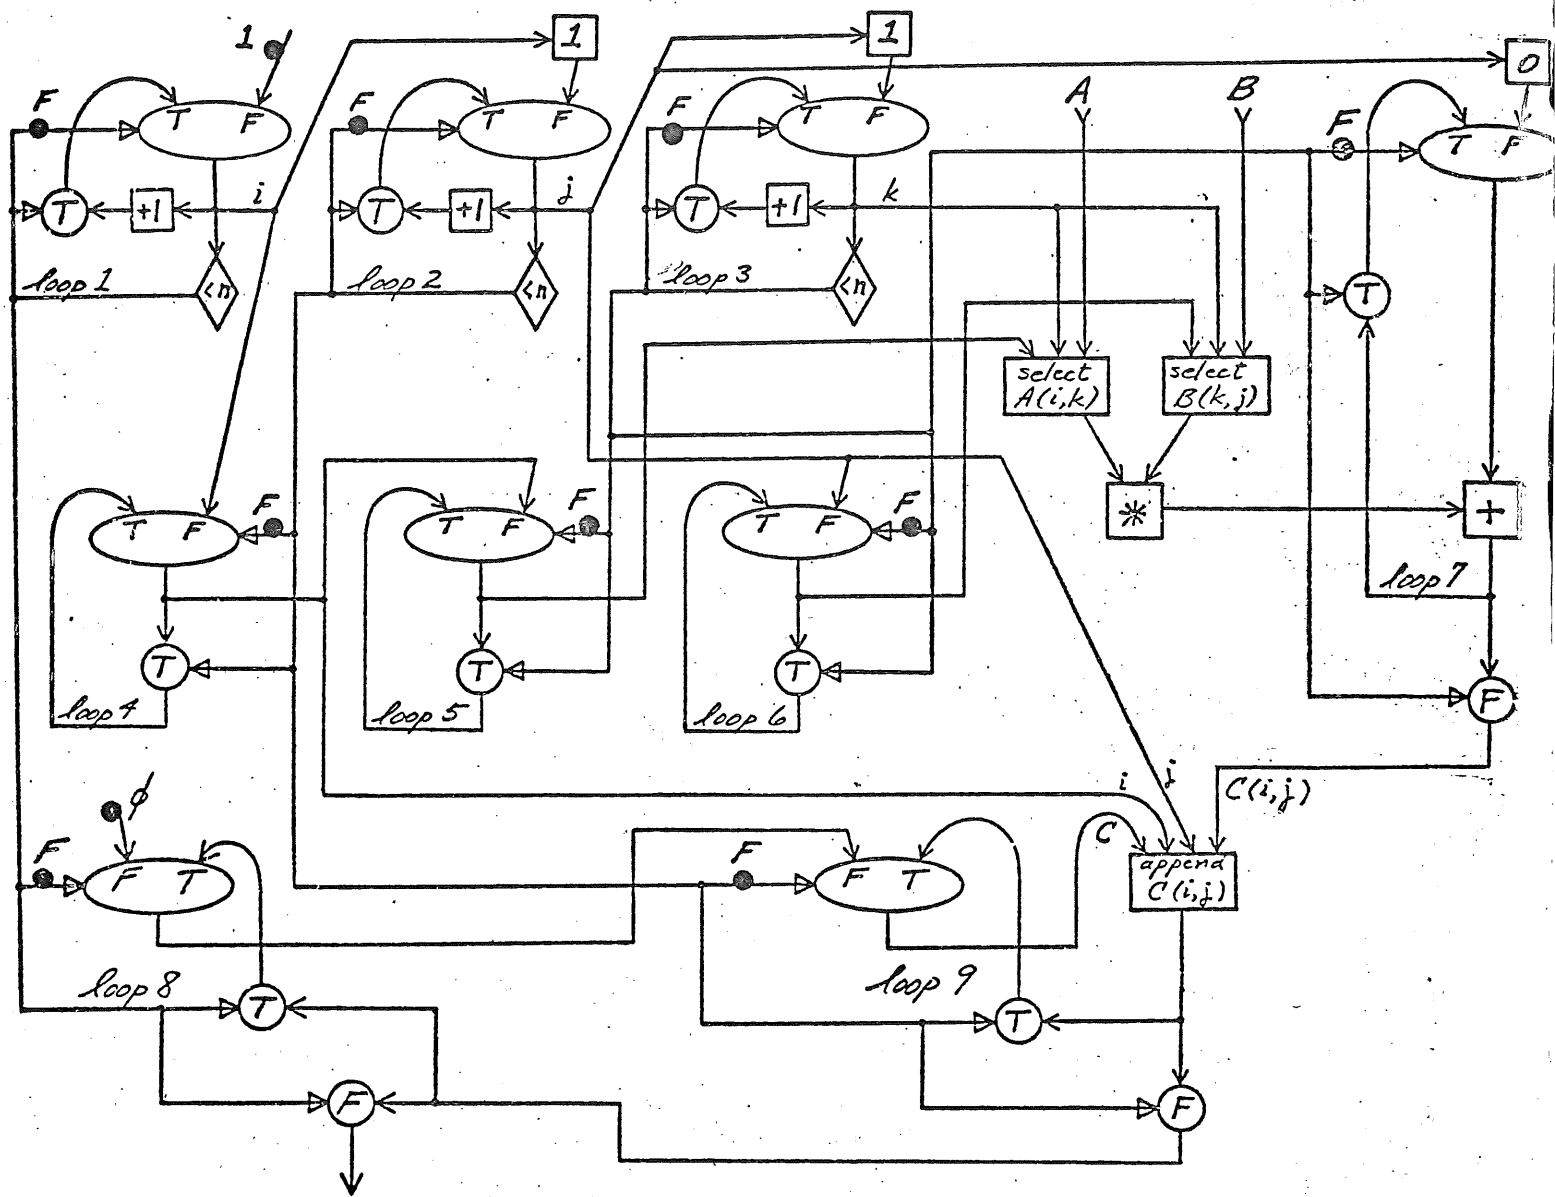 1
1
1
0
F
T F
F
T F
F
T F
A
B
F
T F
T
+1
i
T
+1
j
T
+1
k
loop 1
<n
loop 2
<n
loop 3
<n
T
select
A(i,k)
select
B(k,j)
F
T F
F
T F
F
T F
*
+
loop 7
T
T
T
F
loop 4
loop 5
loop 6
i
j
C(i,j)
φ
F
F T
F
F T
C
append
C(i,j)
loop 8
T
loop 9
T
F
F